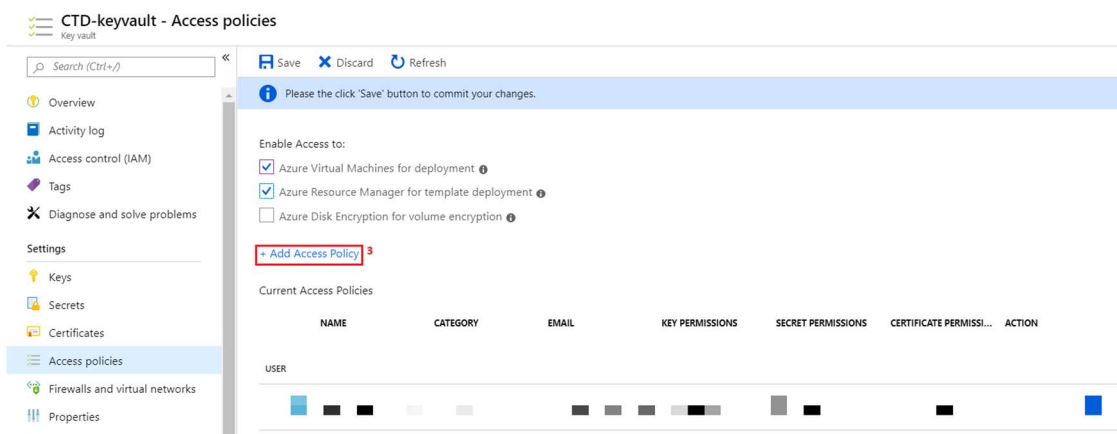 CTD-keyvault - Access policies
Key vault
Search (Ctrl+/)
«
Overview
Activity log
Access control (IAM)
Tags
Diagnose and solve problems
Settings
Keys
Secrets
Certificates
Access policies
Firewalls and virtual networks
Properties
Save Discard Refresh
Please the click 'Save' button to commit your changes.
Enable Access to:
Azure Virtual Machines for deployment
Azure Resource Manager for template deployment
Azure Disk Encryption for volume encryption
+ Add Access Policy 3
Current Access Policies
NAME CATEGORY EMAIL KEY PERMISSIONS SECRET PERMISSIONS CERTIFICATE PERMISSI... ACTION
USER